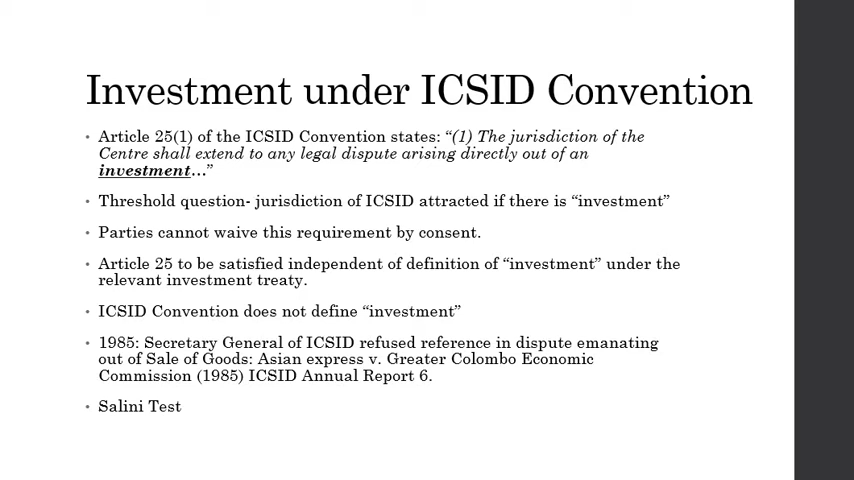 Investment under ICSID Convention
• Article 25(1) of the ICSID Convention states: “(1) The jurisdiction of the
Centre shall extend to any legal dispute arising directly out of an
investment…”
• Threshold question- jurisdiction of ICSID attracted if there is “investment”
• Parties cannot waive this requirement by consent.
• Article 25 to be satisfied independent of definition of “investment” under the
relevant investment treaty.
• ICSID Convention does not define “investment”
• 1985: Secretary General of ICSID refused reference in dispute emanating
out of Sale of Goods: Asian express v. Greater Colombo Economic
Commission (1985) ICSID Annual Report 6.
• Salini Test